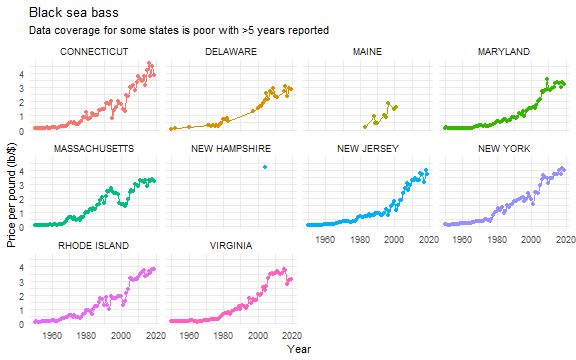 Black sea bass
Data coverage for some states is poor with >5 years reported
CONNECTICUT DELAWARE MAINE MARYLAND
4
3
2
1
0
MASSACHUSETTS NEW HAMPSHIRE NEW JERSEY NEW YORK
4
3
2
1
0
1960 1980 2000 2020 1960 1980 2000 2020
RHODE ISLAND VIRGINIA
4
3
2
1
0
1960 1980 2000 2020 1960 1980 2000 2020
Price per pound (lb/$)
Year